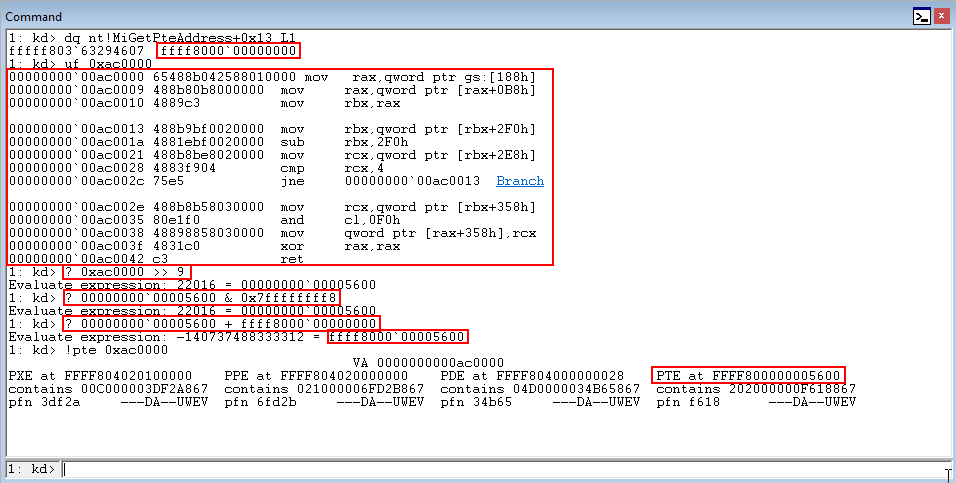 Command
1: kd> dq nt!MiGetPteAddress+0x13 L1
fffff803`63294607 ffff8000`00000000
1: kd> uf 0xac0000
00000000`00ac0000 65488b042588010000 mov rax,qword ptr gs:[188h]
00000000`00ac0009 488b80b8000000 mov rax,qword ptr [rax+0B8h]
00000000`00ac0010 4889c3 mov rbx,rax
00000000`00ac0013 488b9bf0020000 mov rbx,qword ptr [rbx+2F0h]
00000000`00ac001a 4881ebf0020000 sub rbx,2F0h
00000000`00ac0021 488b8be8020000 mov rcx,qword ptr [rbx+2E8h]
00000000`00ac0028 4883f904 cmp rcx,4
00000000`00ac002c 75e5 jne 00000000`00ac0013 Branch
00000000`00ac002e 488b8b58030000 mov rcx,qword ptr [rbx+358h]
00000000`00ac0035 80e1f0 and cl,0F0h
00000000`00ac0038 48898858030000 mov qword ptr [rax+358h],rcx
00000000`00ac003f 4831c0 xor rax,rax
00000000`00ac0042 c3 ret
1: kd> ? 0xac0000 >> 9
Evaluate expression: 22016 = 00000000`00005600
1: kd> ? 00000000`00005600 & 0x7ffffffff8
Evaluate expression: 22016 = 00000000`00005600
1: kd> ? 00000000`00005600 + ffff8000`00000000
Evaluate expression: -140737488333312 = ffff8000`00005600
1: kd> !pte 0xac0000
VA 0000000000ac0000
PXE at FFFF804020100000 PPE at FFFF804020000000 PDE at FFFF804000000028 PTE at FFFF800000005600
contains 00C000003DF2A867 contains 021000006FD2B867 contains 04D0000034B65867 contains 202000000F618867
pfn 3df2a ---DA--UWEV pfn 6fd2b ---DA--UWEV pfn 34b65 ---DA--UWEV pfn f618 ---DA--UWEV
1: kd>